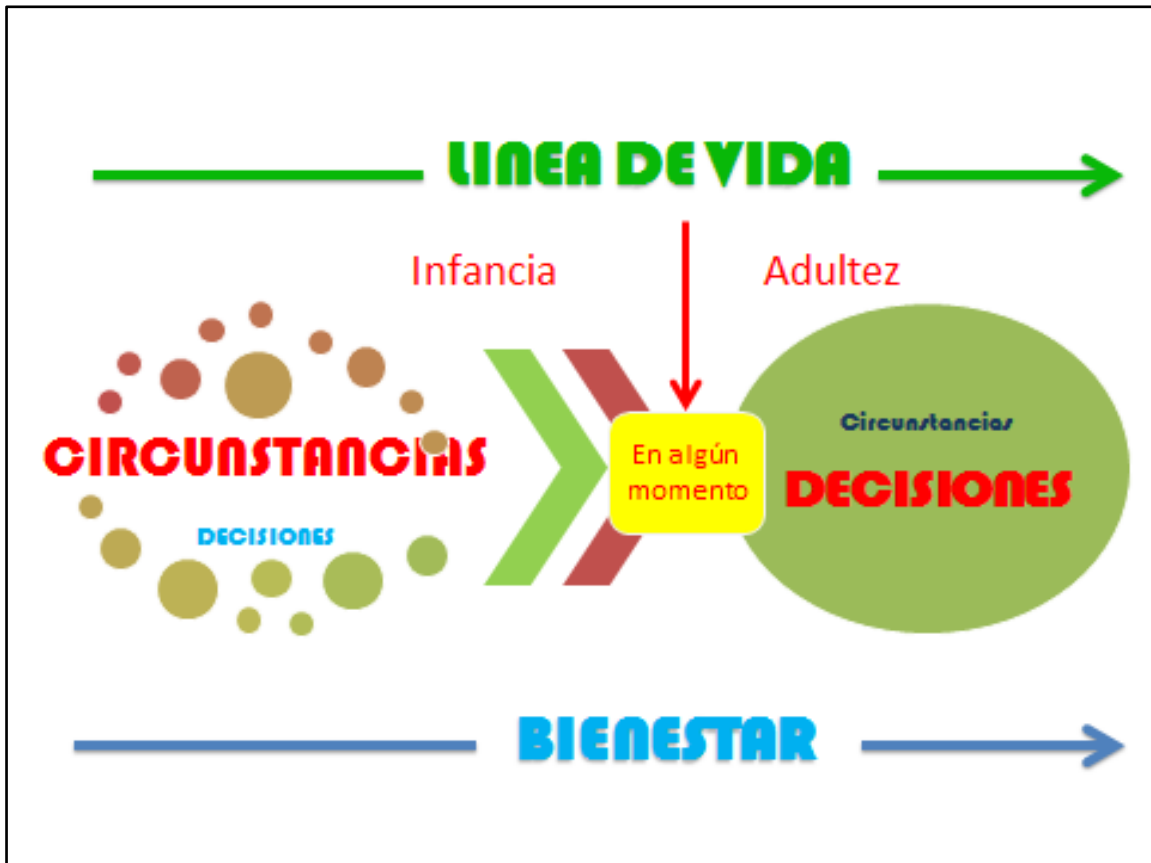 LINEA DE VIDA
Infancia
Adultez
CIRCUNSTANCIAS
DECISIONES
En algún
momento
Circunstancias
DECISIONES
BIENESTAR